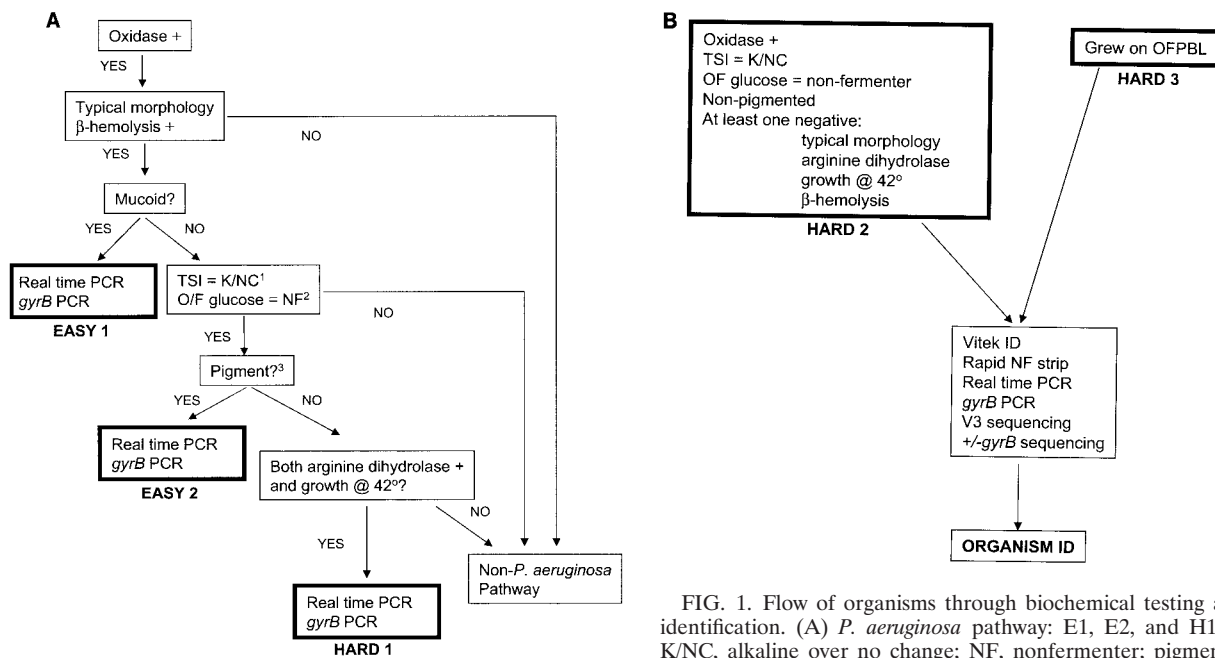 A
Oxidase +
YES
Typical morphology
β-hemolysis +
NO
YES
Mucoid?
YES
NO
Real time PCR
gyrB PCR
EASY 1
TSI = K/NC¹
O/F glucose = NF²
NO
YES
Pigment?³
YES
NO
Real time PCR
gyrB PCR
EASY 2
Both arginine dihydrolase +
and growth @ 42º?
NO
YES
Non-P. aeruginosa
Pathway
Real time PCR
gyrB PCR
HARD 1
B
Oxidase +
TSI = K/NC
OF glucose = non-fermenter
Non-pigmented
At least one negative:
typical morphology
arginine dihydrolase
growth @ 42º
β-hemolysis
HARD 2
Grew on OFPBL
HARD 3
Vitek ID
Rapid NF strip
Real time PCR
gyrB PCR
V3 sequencing
+/-gyrB sequencing
ORGANISM ID
FIG. 1. Flow of organisms through biochemical testing
identification. (A) P. aeruginosa pathway: E1, E2, and H1
K/NC, alkaline over no change; NF, nonfermenter;